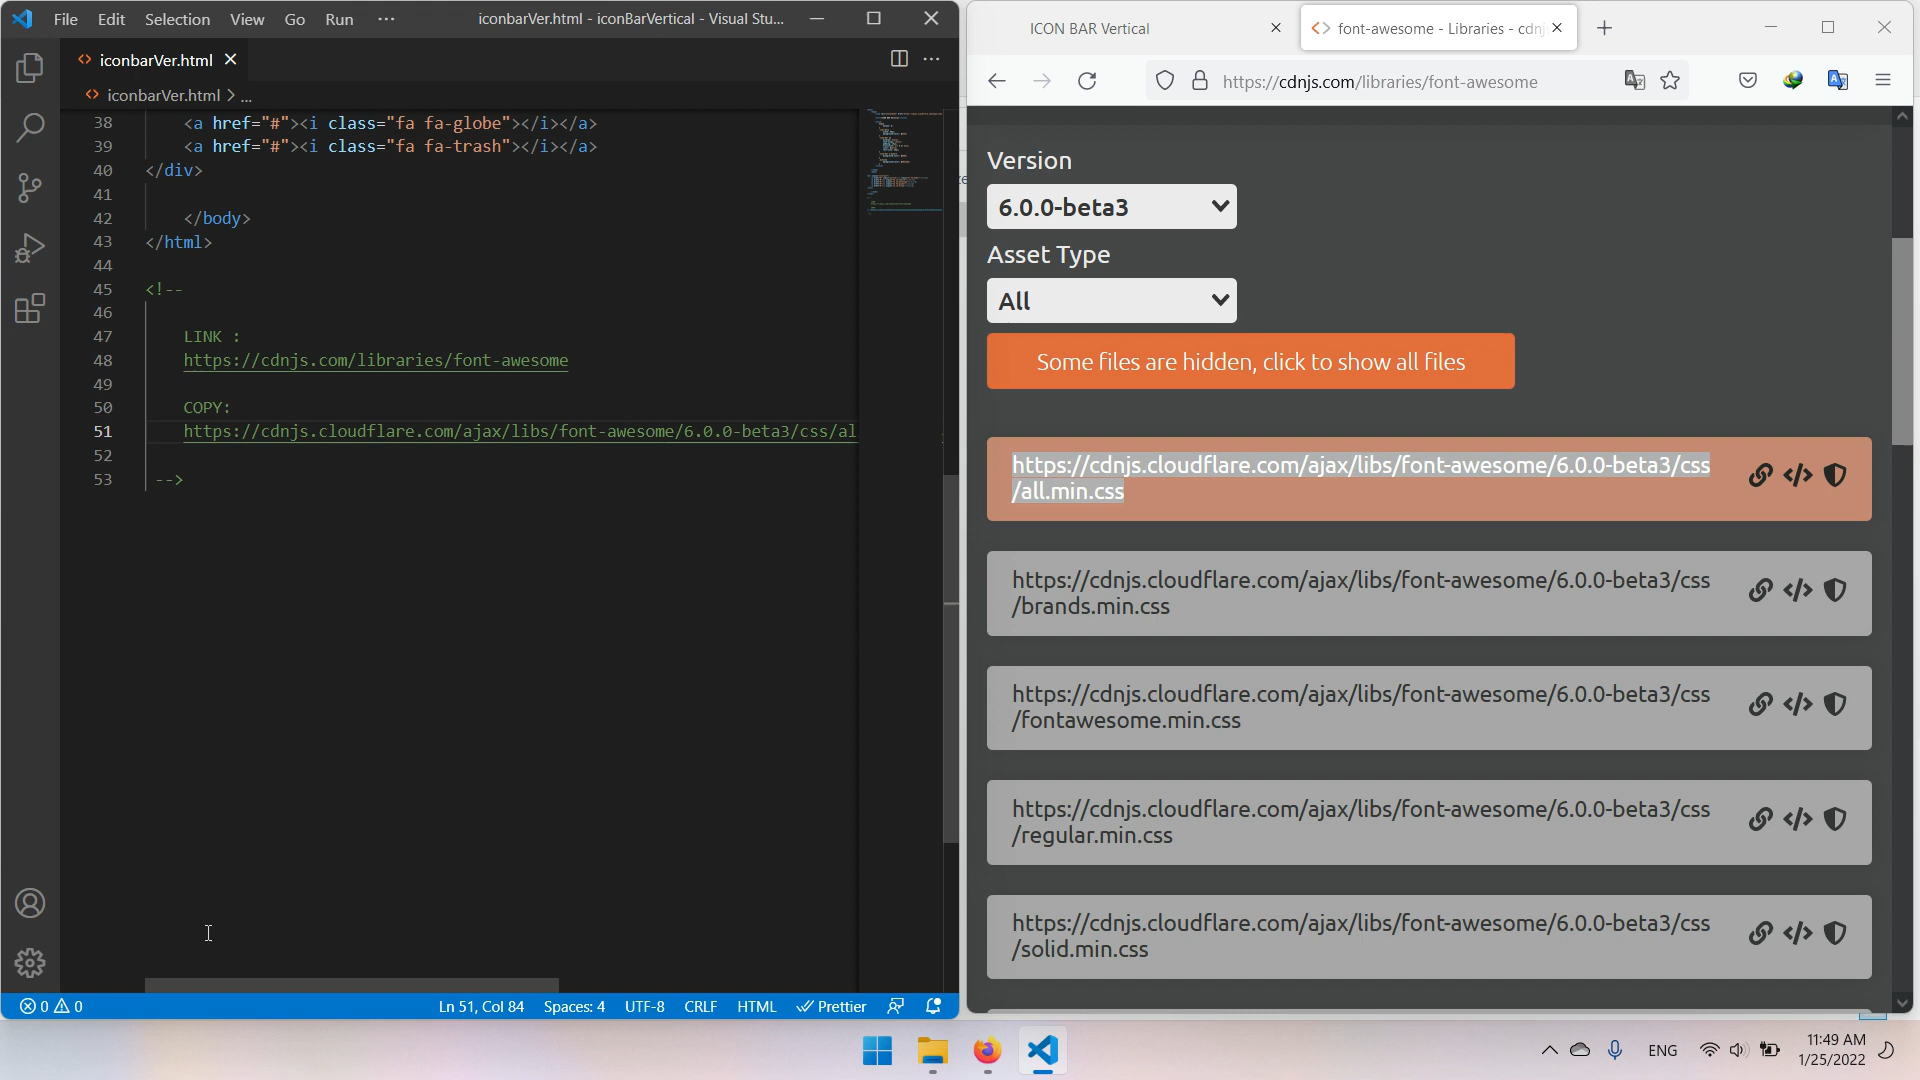 File Edit Selection View Go Run ···
iconbarVer.html - iconBarVertical - Visual Stu...
iconbarVer.html
iconbarVer.html > ...
38 <a href="#"><i class="fa fa-globe"></i></a>
39 <a href="#"><i class="fa fa-trash"></i></a>
40 </div>
41
42 </body>
43 </html>
44
45 <!--
46
47 LINK :
48 https://cdnjs.com/libraries/font-awesome
49
50 COPY:
51 https://cdnjs.cloudflare.com/ajax/libs/font-awesome/6.0.0-beta3/css/al
52
53 -->
0 0
Ln 51, Col 84 Spaces: 4 UTF-8 CRLF HTML Prettier
ICON BAR Vertical
font-awesome - Libraries - cdnj
https://cdnjs.com/libraries/font-awesome
Version
6.0.0-beta3
Asset Type
All
Some files are hidden, click to show all files
https://cdnjs.cloudflare.com/ajax/libs/font-awesome/6.0.0-beta3/css
/all.min.css
https://cdnjs.cloudflare.com/ajax/libs/font-awesome/6.0.0-beta3/css
/brands.min.css
https://cdnjs.cloudflare.com/ajax/libs/font-awesome/6.0.0-beta3/css
/fontawesome.min.css
https://cdnjs.cloudflare.com/ajax/libs/font-awesome/6.0.0-beta3/css
/regular.min.css
https://cdnjs.cloudflare.com/ajax/libs/font-awesome/6.0.0-beta3/css
/solid.min.css
ENG
11:49 AM
1/25/2022